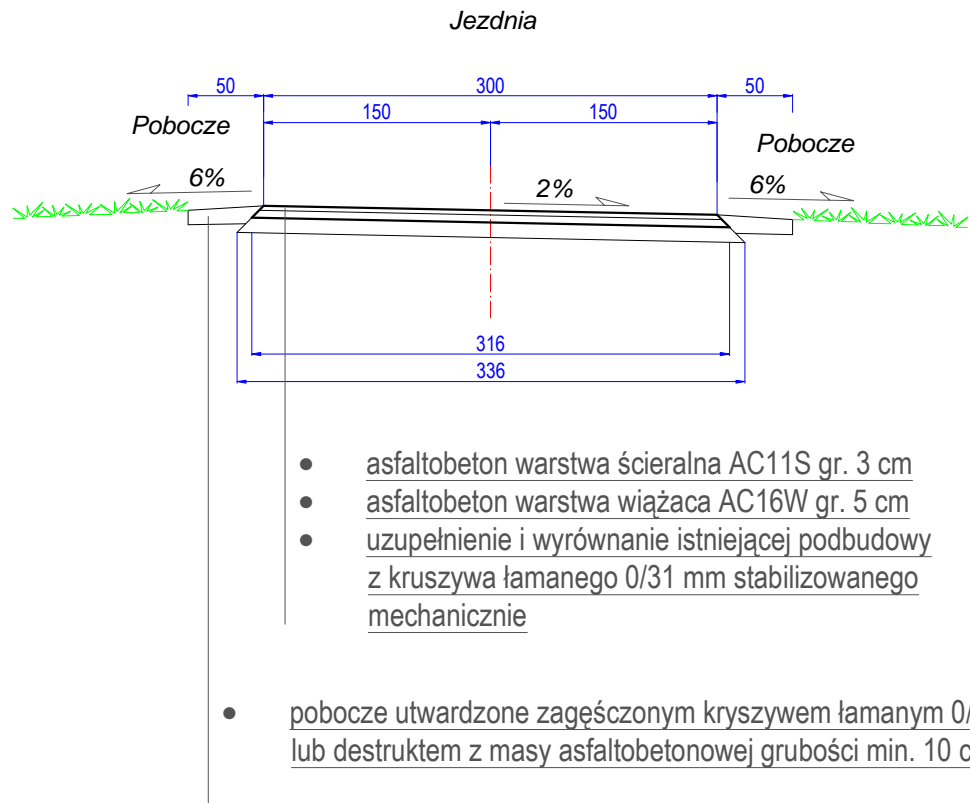 Jezdnia
50 300 50
150 150
Pobocze
Pobocze
6% 2% 6%
316
336
● asfaltobeton warstwa ścieralna AC11S gr. 3 cm
● asfaltobeton warstwa wiążaca AC16W gr. 5 cm
● uzupełnienie i wyrównanie istniejącej podbudowy
z kruszywa łamanego 0/31 mm stabilizowanego
mechanicznie
● pobocze utwardzone zagęśczonym kryszywem łamanym 0/
lub destruktem z masy asfaltobetonowej grubości min. 10 c